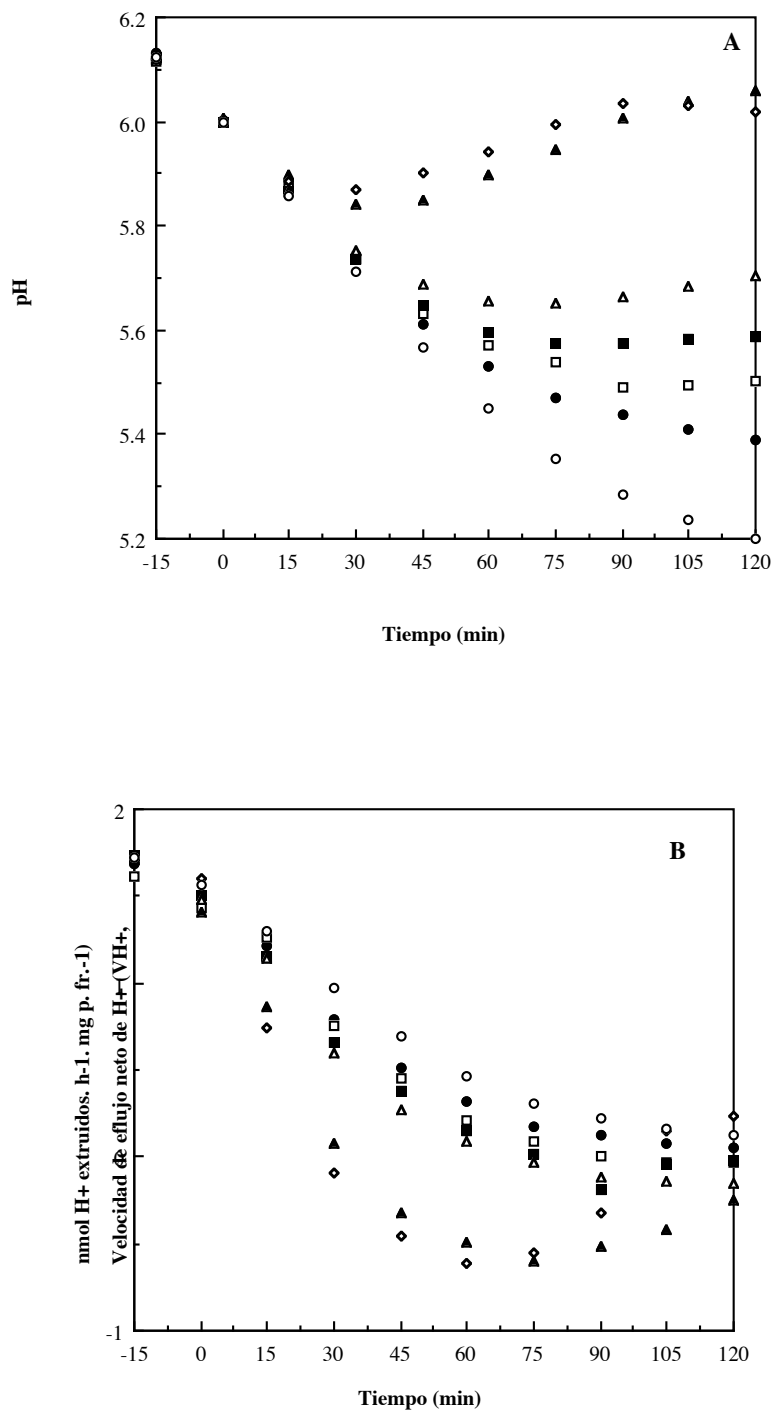 6.2
A
6.0
5.8
pH
5.6
5.4
5.2
-15 0 15 30 45 60 75 90 105 120
Tiempo (min)
2
B
nmol H+ extruidos. h-1. mg p. fr.-1)
Velocidad de eflujo neto de H+ (VH+,
-1
-15 0 15 30 45 60 75 90 105 120
Tiempo (min)